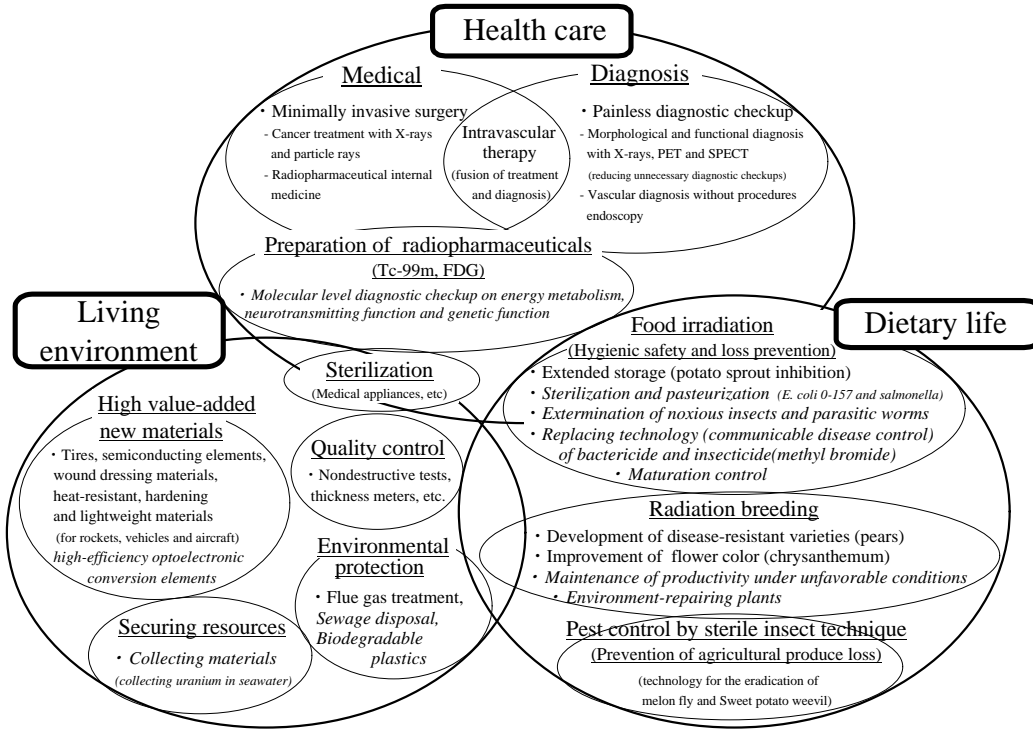 Health care
Medical
・Minimally invasive surgery
- Cancer treatment with X-rays
and particle rays
- Radiopharmaceutical internal
medicine
Intravascular
therapy
(fusion of treatment
and diagnosis)
Diagnosis
・Painless diagnostic checkup
- Morphological and functional diagnosis
with X-rays, PET and SPECT
(reducing unnecessary diagnostic checkups)
- Vascular diagnosis without procedures
endoscopy
Preparation of radiopharmaceuticals
(Tc-99m, FDG)
・Molecular level diagnostic checkup on energy metabolism,
neurotransmitting function and genetic function
Living
environment
Sterilization
(Medical appliances, etc)
High value-added
new materials
・Tires, semiconducting elements,
wound dressing materials,
heat-resistant, hardening
and lightweight materials
(for rockets, vehicles and aircraft)
high-efficiency optoelectronic
conversion elements
Quality control
・Nondestructive tests,
thickness meters, etc.
Environmental
protection
・Flue gas treatment,
Sewage disposal,
Biodegradable
plastics
Securing resources
・Collecting materials
(collecting uranium in seawater)
Dietary life
Food irradiation
(Hygienic safety and loss prevention)
・Extended storage (potato sprout inhibition)
・Sterilization and pasteurization (E. coli 0-157 and salmonella)
・Extermination of noxious insects and parasitic worms
・Replacing technology (communicable disease control)
of bactericide and insecticide(methyl bromide)
・Maturation control
Radiation breeding
・Development of disease-resistant varieties (pears)
・Improvement of flower color (chrysanthemum)
・Maintenance of productivity under unfavorable conditions
・Environment-repairing plants
Pest control by sterile insect technique
(Prevention of agricultural produce loss)
(technology for the eradication of
melon fly and Sweet potato weevil)